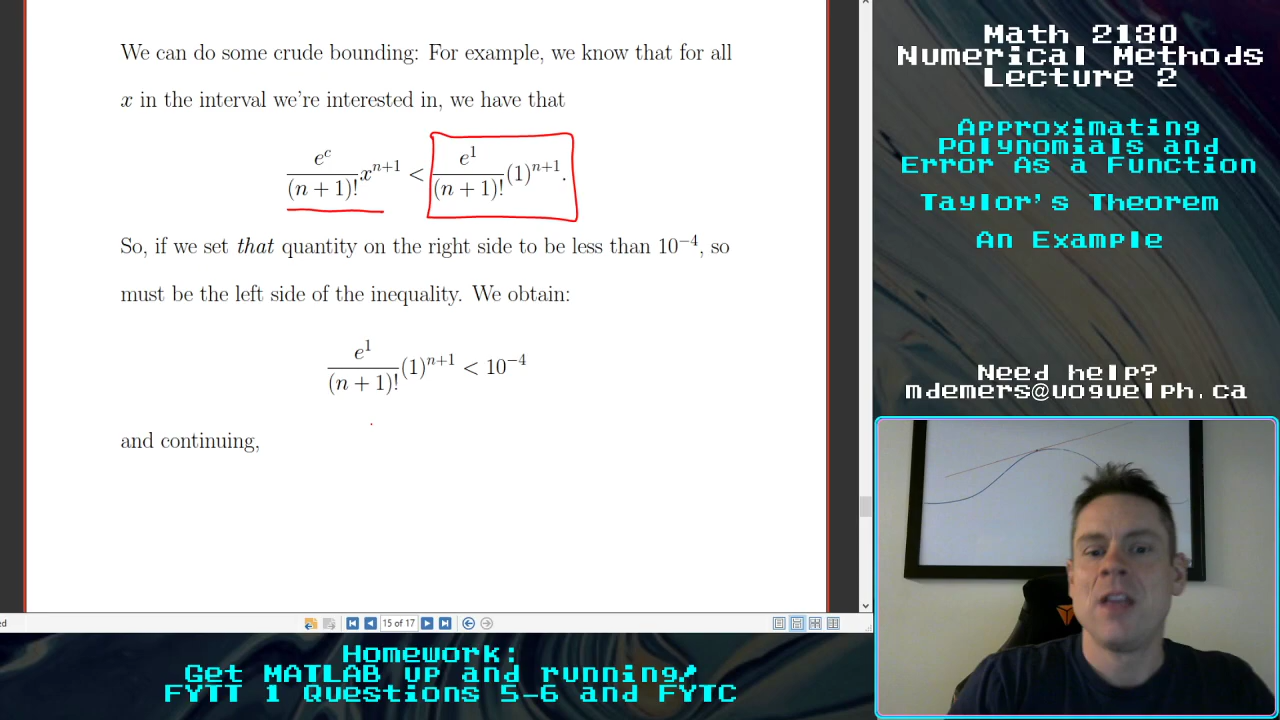 We can do some crude bounding: For example, we know that for all
x in the interval we're interested in, we have that
e^c/(n + 1)! x^{n+1} < e^1/(n + 1)! (1)^{n+1}.
So, if we set that quantity on the right side to be less than 10^{−4}, so
must be the left side of the inequality. We obtain:
e^1/(n + 1)! (1)^{n+1} < 10^{−4}
and continuing,
ed
15 of 17
Math 2130
Numerical Methods
Lecture 2
Approximating
Polynomials and
Error As a Function
Taylor's Theorem
An Example
Need help?
mdemers@uoguelph.ca
Homework:
Get MATLAB up and running!
FYTT 1 Questions 5-6 and FYTC